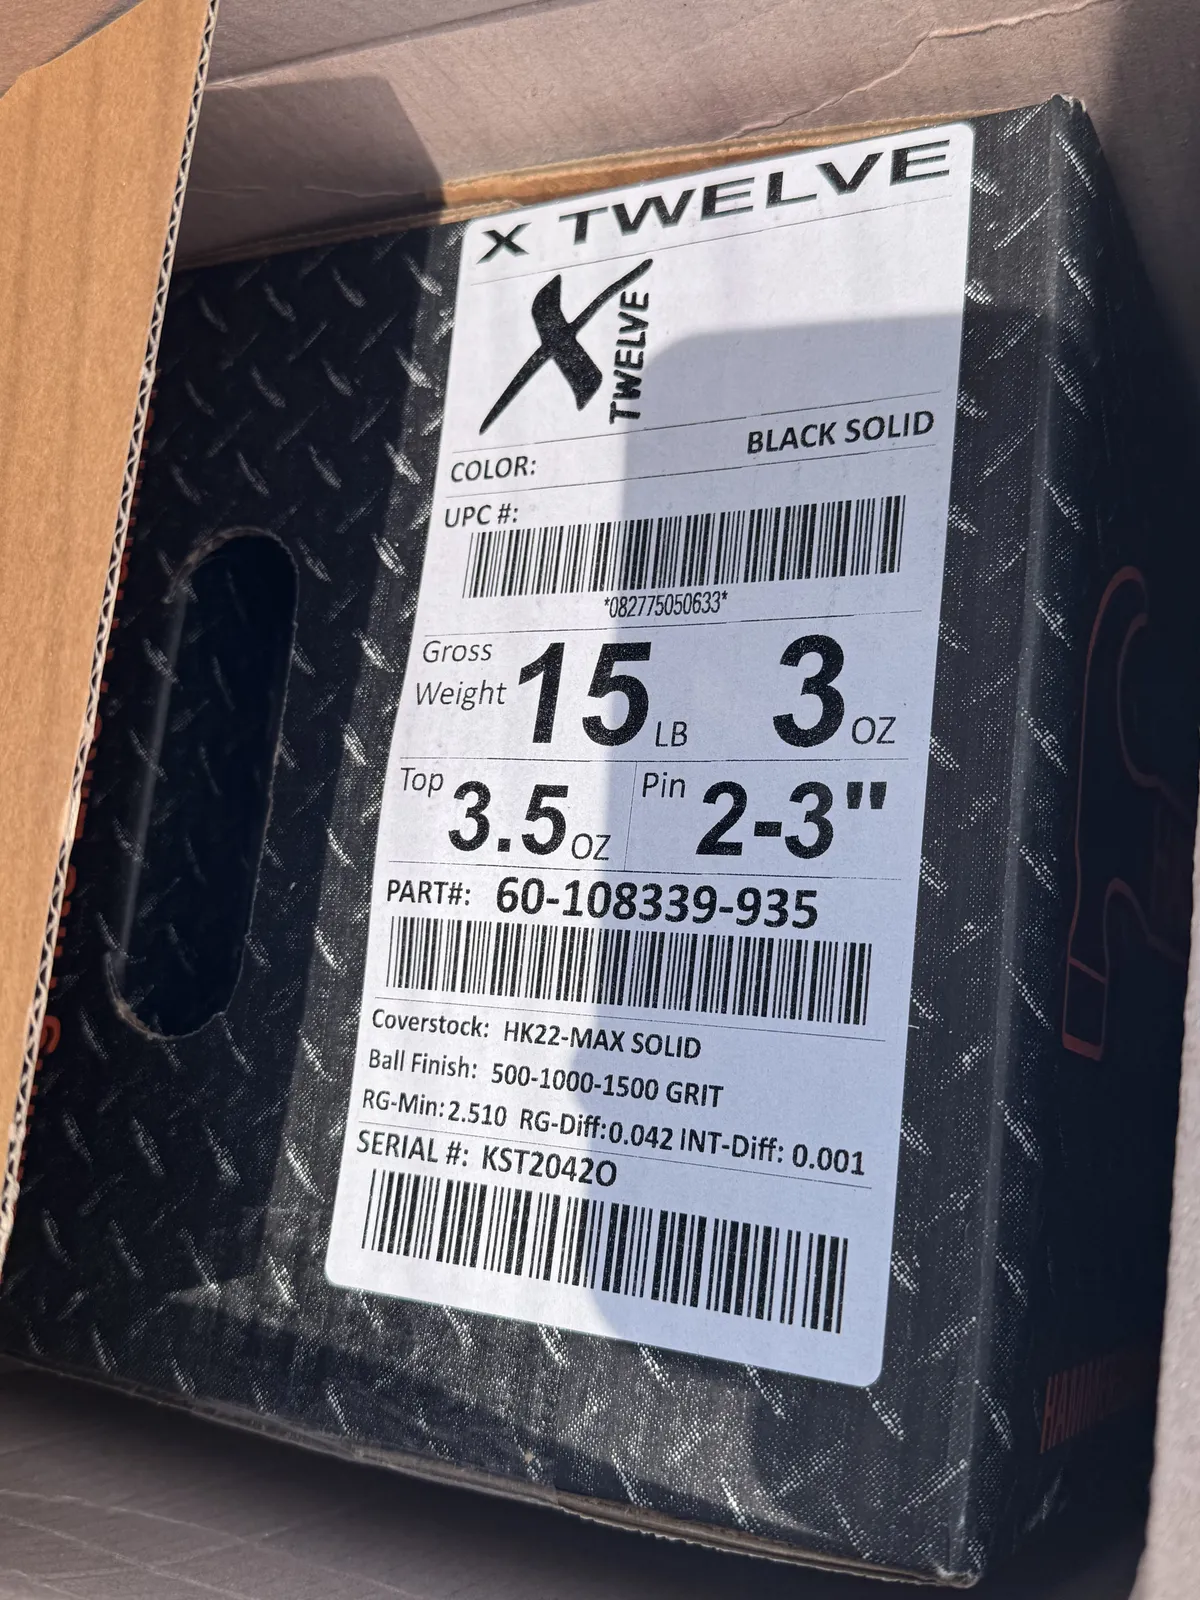 X TWELVE
X
TWELVE
COLOR: BLACK SOLID
UPC #:
*082775050633*
Gross Weight 15 LB 3 OZ
Top 3.5 OZ Pin 2-3"
PART#: 60-108339-935
Coverstock: HK22-MAX SOLID
Ball Finish: 500-1000-1500 GRIT
RG-Min:2.510 RG-Diff:0.042 INT-Diff: 0.001
SERIAL #: KST2042O